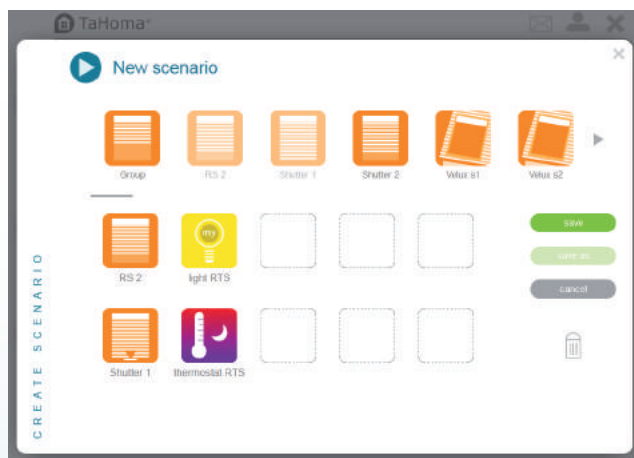 TaHoma
New scenario
Group RS 2 Shutter 1 Shutter 2 Velux s1 Velux s2
RS 2 light RTS
my
save
save as
cancel
Shutter 1 thermostat RTS
CREATE SCENARIO